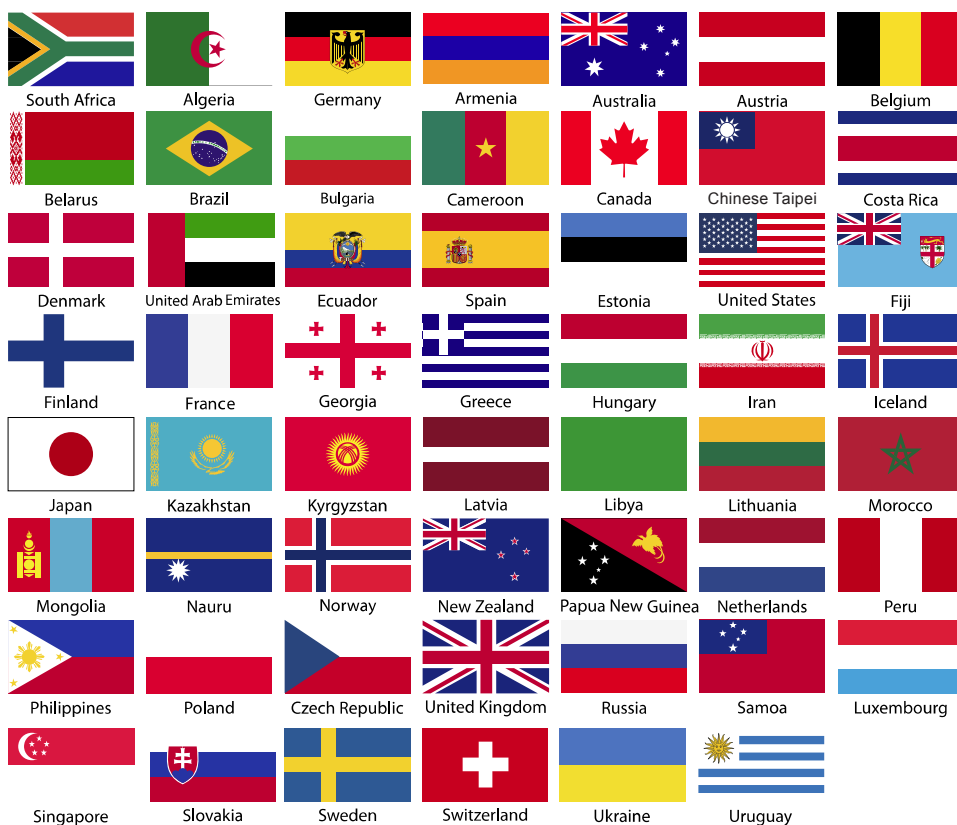 South Africa Algeria Germany Armenia Australia Austria Belgium
Belarus Brazil Bulgaria Cameroon Canada Chinese Taipei Costa Rica
Denmark United Arab Emirates Ecuador Spain Estonia United States Fiji
Finland France Georgia Greece Hungary Iran Iceland
Japan Kazakhstan Kyrgyzstan Latvia Libya Lithuania Morocco
Mongolia Nauru Norway New Zealand Papua New Guinea Netherlands Peru
Philippines Poland Czech Republic United Kingdom Russia Samoa Luxembourg
Singapore Slovakia Sweden Switzerland Ukraine Uruguay